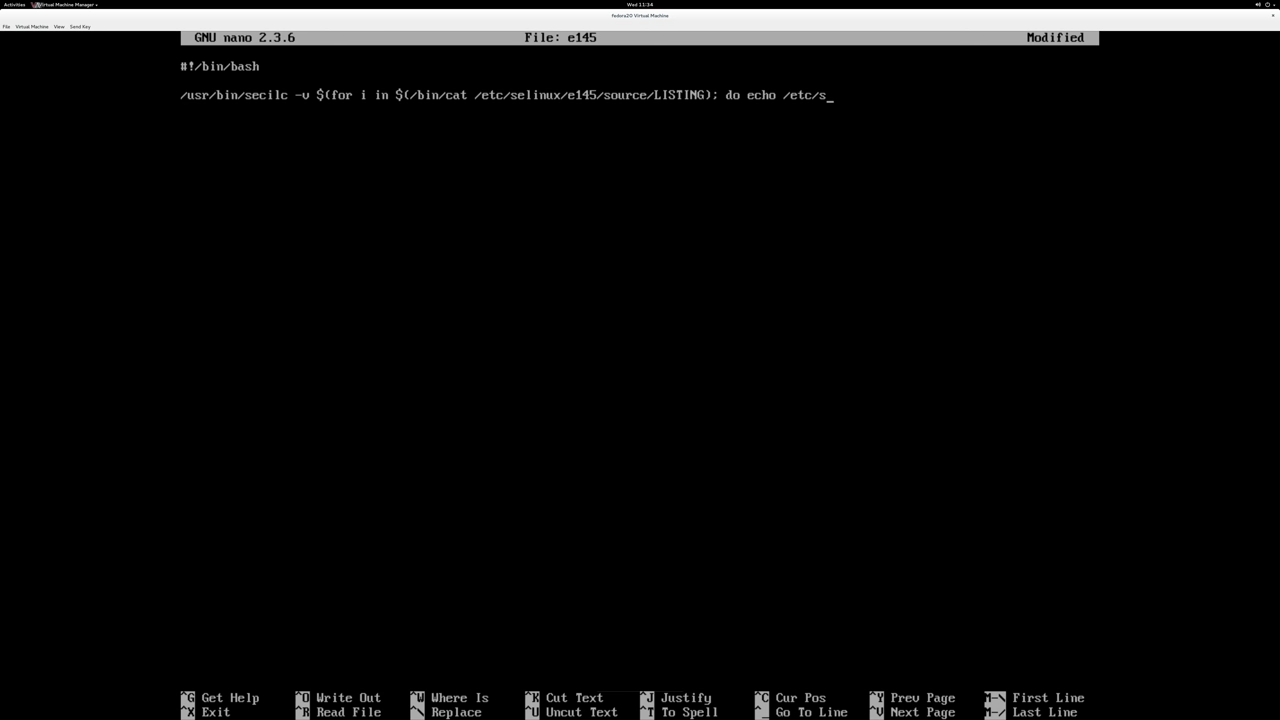 Activities Virtual Machine Manager Wed 11:34
Fedora20 Virtual Machine ×
File Virtual Machine View Send Key
GNU nano 2.3.6 File: e145 Modified
#!/bin/bash
/usr/bin/secilc -v $(for i in $(/bin/cat /etc/selinux/e145/source/LISTING); do echo /etc/s_
^G Get Help ^O Write Out ^W Where Is ^K Cut Text ^J Justify ^C Cur Pos ^Y Prev Page M-\ First Line
^X Exit ^R Read File ^\ Replace ^U Uncut Text ^T To Spell ^_ Go To Line ^V Next Page M-/ Last Line